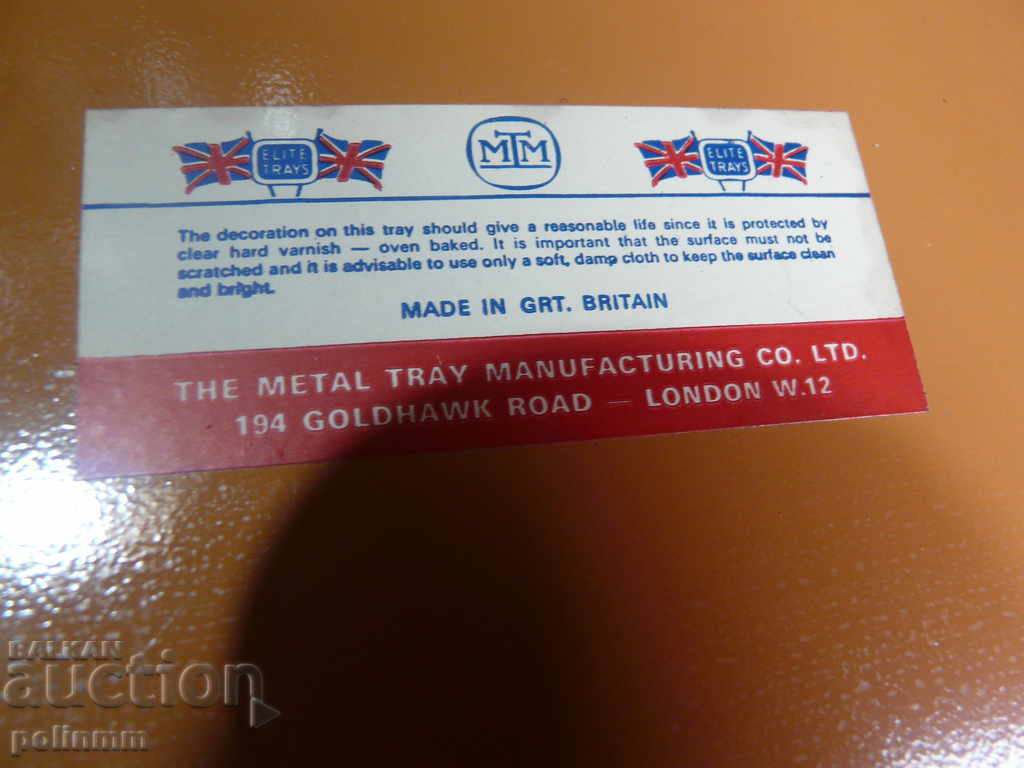 ELITE TRAYS
MTM
ELITE TRAYS
The decoration on this tray should give a reasonable life since it is protected by
clear hard varnish — oven baked. It is important that the surface must not be
scratched and it is advisable to use only a soft, damp cloth to keep the surface clean
and bright.
MADE IN GRT. BRITAIN
THE METAL TRAY MANUFACTURING CO. LTD.
194 GOLDHAWK ROAD — LONDON W.12
BALKAN
auction
polinmm